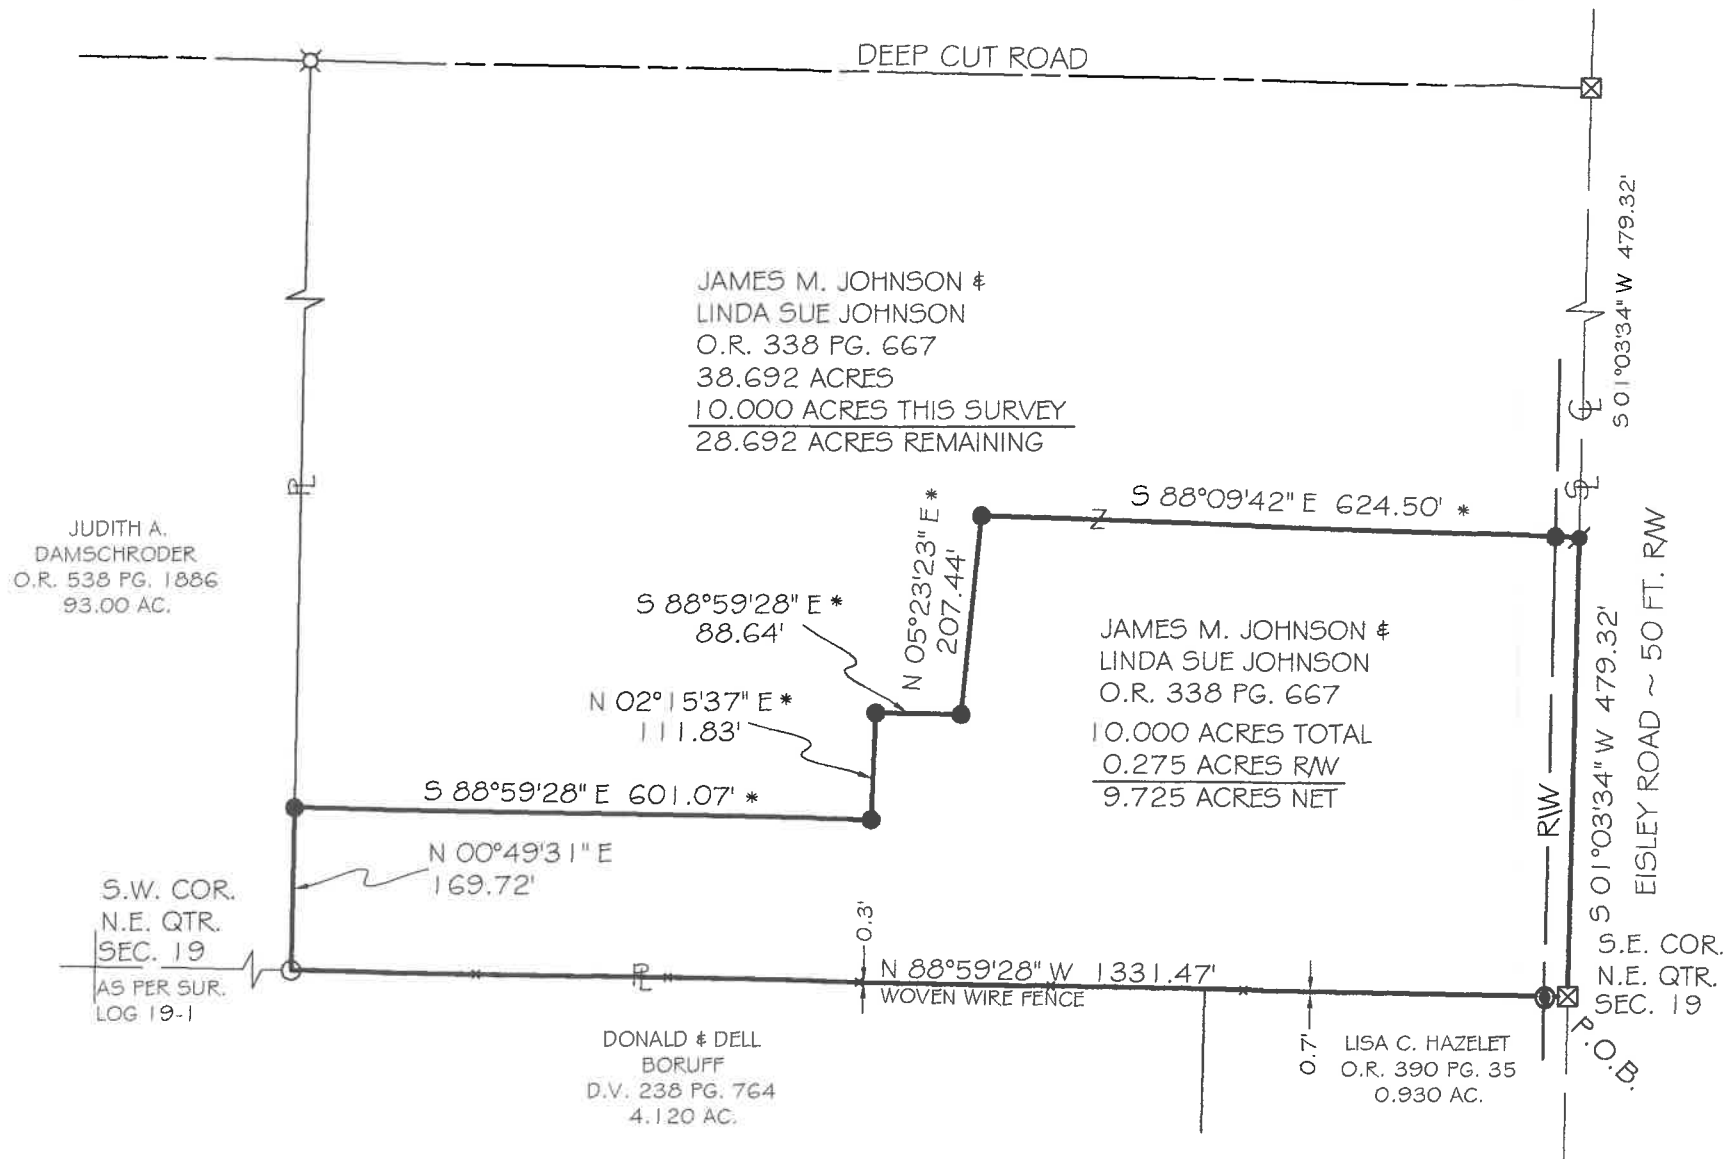 DEEP CUT ROAD
S 01°03'34" W 479.32'
JAMES M. JOHNSON &
LINDA SUE JOHNSON
O.R. 338 PG. 667
38.692 ACRES
10.000 ACRES THIS SURVEY
28.692 ACRES REMAINING
CL
PL
SL
S 88°09'42" E 624.50' *
Z
N 05°23'23" E *
207.44'
JUDITH A.
DAMSCHRODER
O.R. 538 PG. 1886
93.00 AC.
S 88°59'28" E *
88.64'
N 02°15'37" E *
111.83'
JAMES M. JOHNSON &
LINDA SUE JOHNSON
O.R. 338 PG. 667
10.000 ACRES TOTAL
0.275 ACRES R/W
9.725 ACRES NET
S 88°59'28" E 601.07' *
R/W
S 01°03'34" W 479.32'
EISLEY ROAD ~ 50 FT. R/W
N 00°49'31" E
169.72'
S.W. COR.
N.E. QTR.
SEC. 19
AS PER SUR.
LOG 19-1
0.3'
PL
N 88°59'28" W 1331.47'
WOVEN WIRE FENCE
S.E. COR.
N.E. QTR.
SEC. 19
P.O.B.
0.7'
DONALD & DELL
BORUFF
D.V. 238 PG. 764
4.120 AC.
LISA C. HAZELET
O.R. 390 PG. 35
0.930 AC.